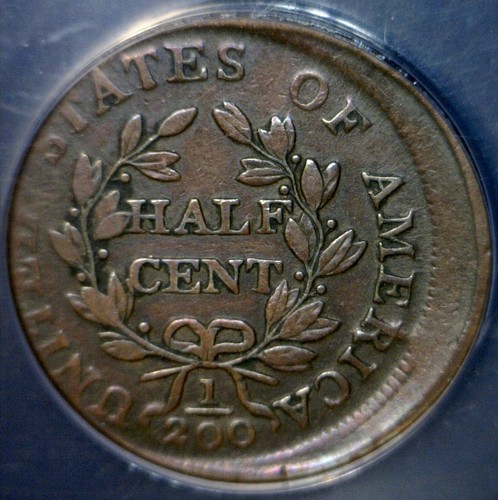 UNITED STATES OF AMERICA
HALF
CENT
1
200